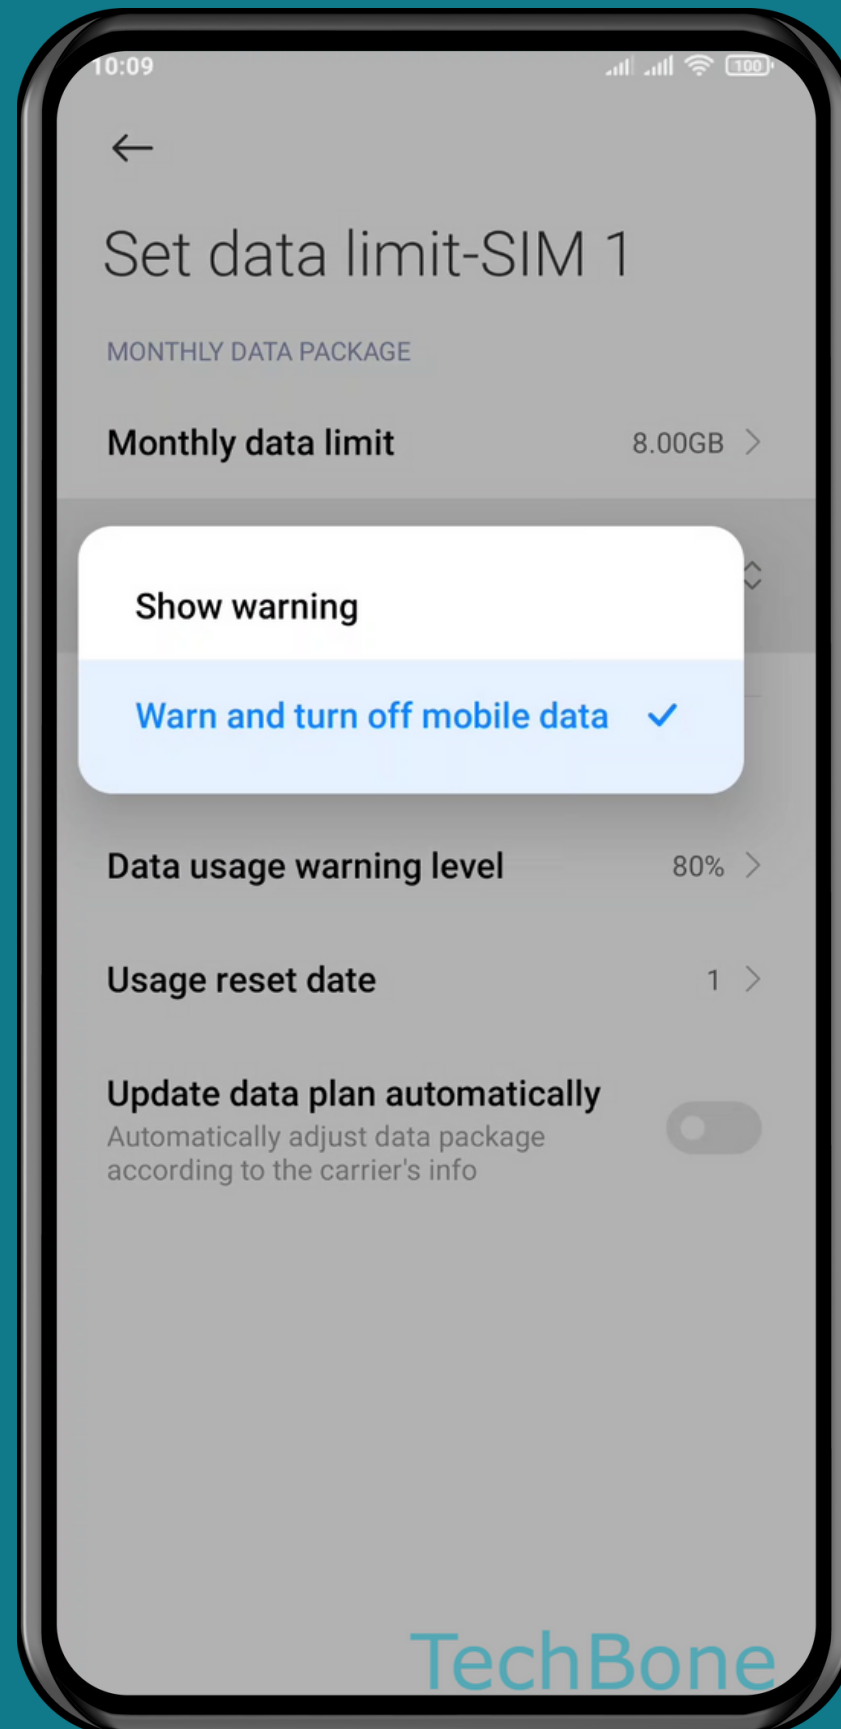 10:09
100
Set data limit-SIM 1
MONTHLY DATA PACKAGE
Monthly data limit 8.00GB
Show warning
Warn and turn off mobile data
Data usage warning level 80%
Usage reset date 1
Update data plan automatically
Automatically adjust data package
according to the carrier's info
TechBone